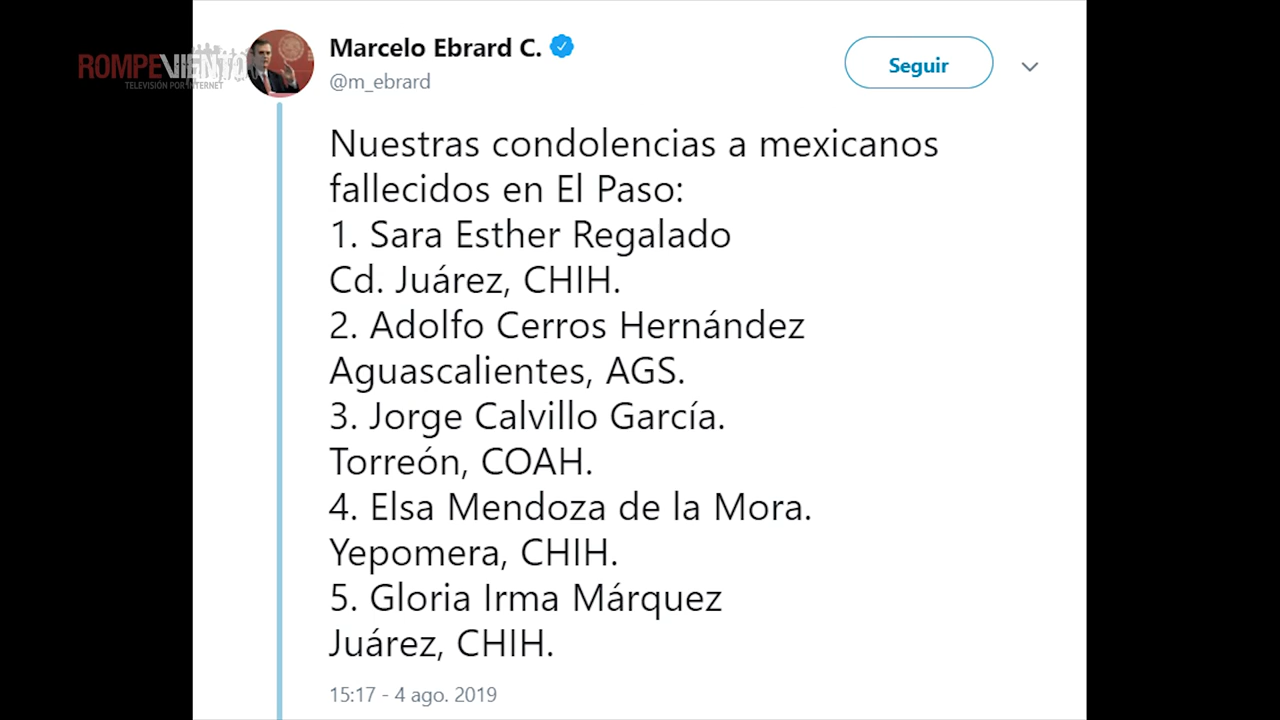 ROMPEVIENTO
TELEVISIÓN POR INTERNET
Marcelo Ebrard C.
@m_ebrard
Seguir
Nuestras condolencias a mexicanos
fallecidos en El Paso:
1. Sara Esther Regalado
Cd. Juárez, CHIH.
2. Adolfo Cerros Hernández
Aguascalientes, AGS.
3. Jorge Calvillo García.
Torreón, COAH.
4. Elsa Mendoza de la Mora.
Yepomera, CHIH.
5. Gloria Irma Márquez
Juárez, CHIH.
15:17 - 4 ago. 2019